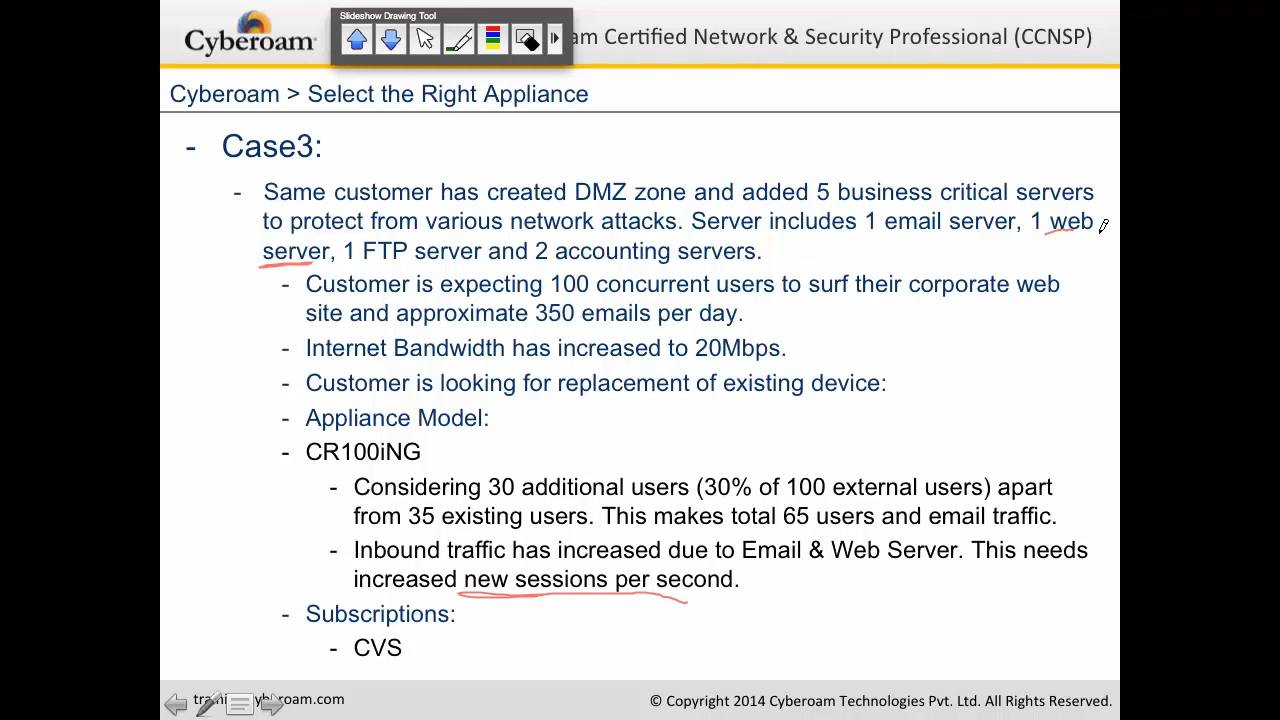 Slideshow Drawing Tool
Cyberoam
am Certified Network & Security Professional (CCNSP)
Cyberoam > Select the Right Appliance
- Case3:
- Same customer has created DMZ zone and added 5 business critical servers
to protect from various network attacks. Server includes 1 email server, 1 web
server, 1 FTP server and 2 accounting servers.
- Customer is expecting 100 concurrent users to surf their corporate web
site and approximate 350 emails per day.
- Internet Bandwidth has increased to 20Mbps.
- Customer is looking for replacement of existing device:
- Appliance Model:
- CR100iNG
- Considering 30 additional users (30% of 100 external users) apart
from 35 existing users. This makes total 65 users and email traffic.
- Inbound traffic has increased due to Email & Web Server. This needs
increased new sessions per second.
- Subscriptions:
- CVS
© Copyright 2014 Cyberoam Technologies Pvt. Ltd. All Rights Reserved.